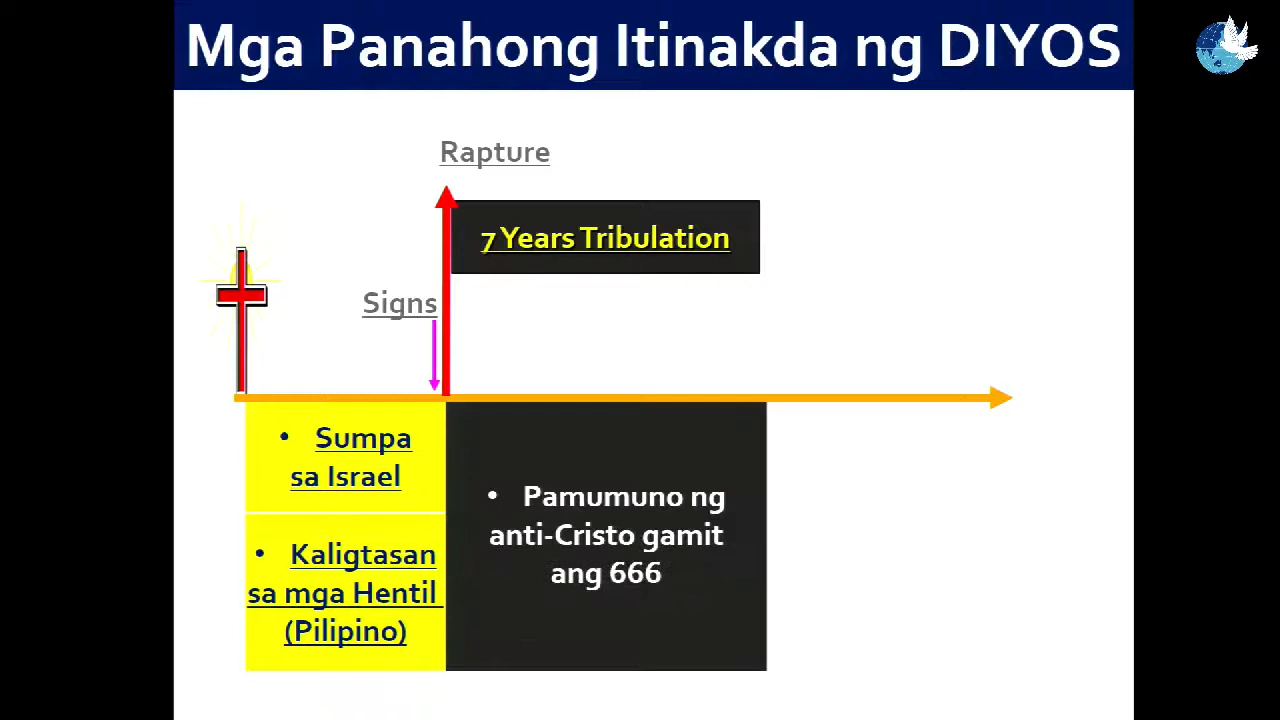 Mga Panahong Itinakda ng DIYOS
Rapture
7 Years Tribulation
Signs
• Sumpa
sa Israel
• Kaligtasan
sa mga Hentil
(Pilipino)
• Pamumuno ng
anti-Cristo gamit
ang 666